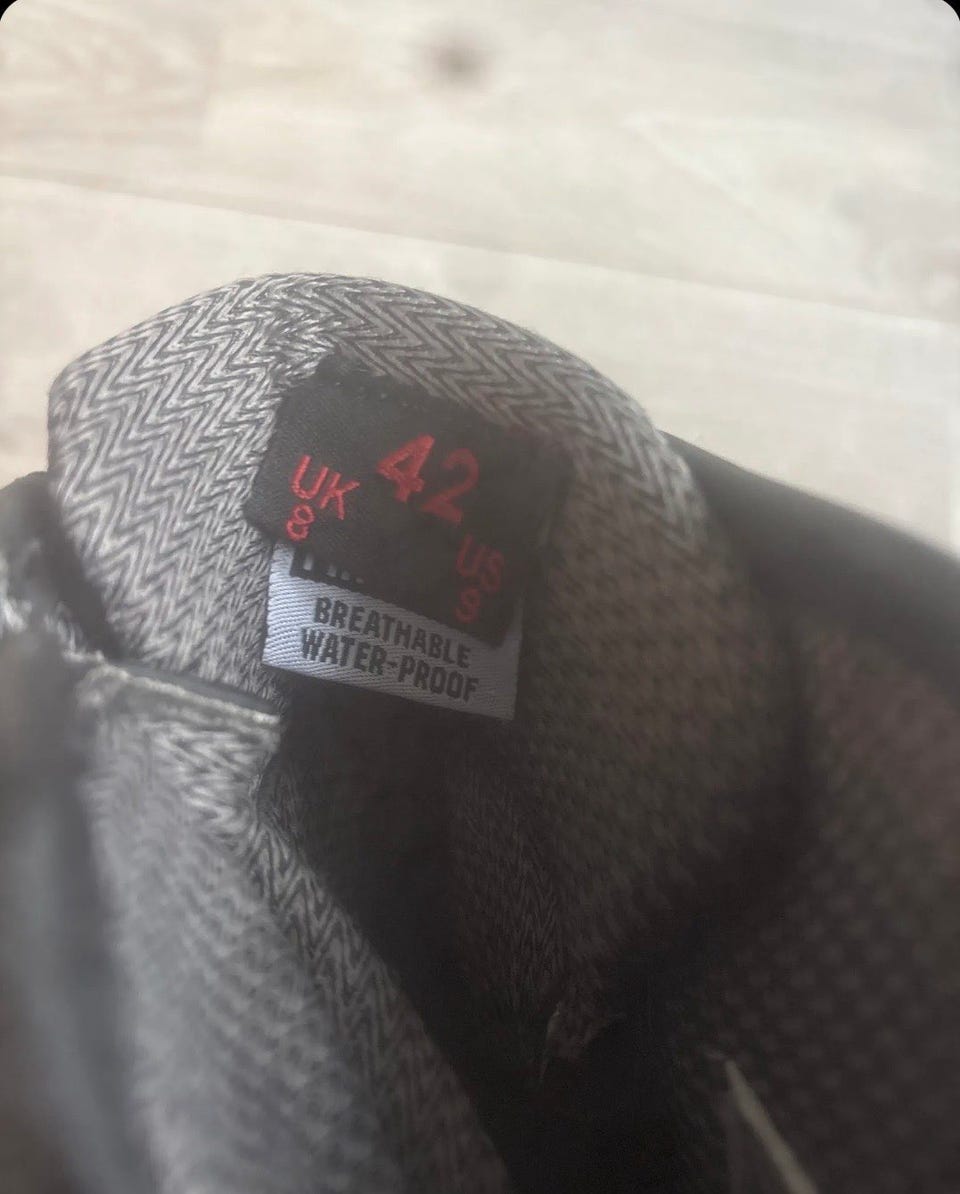 42
UK
8
US
9
BREATHABLE
WATER-PROOF